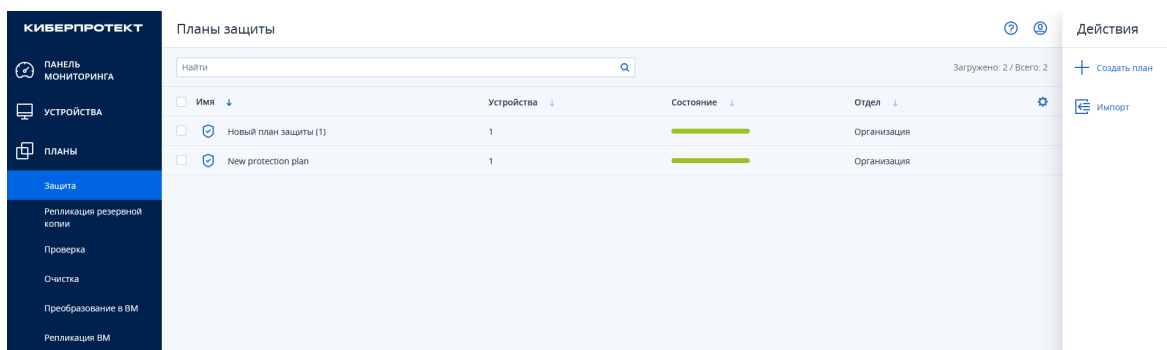 КИБЕРПРОТЕКТ
Планы защиты
Действия
ПАНЕЛЬ
МОНИТОРИНГА
УСТРОЙСТВА
ПЛАНЫ
Защита
Репликация резервной
копии
Проверка
Очистка
Преобразование в ВМ
Репликация ВМ
Найти
Загружено: 2 / Всего: 2
Имя Устройства Состояние Отдел
Новый план защиты (1) 1 Организация
New protection plan 1 Организация
Создать план
Импорт